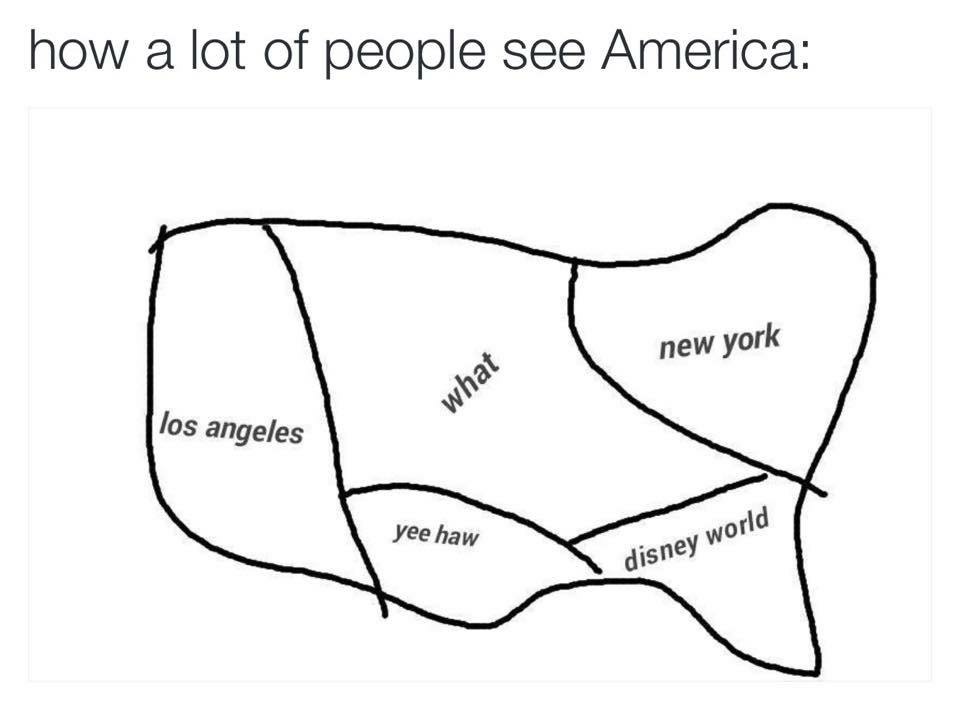 how a lot of people see America:
new york
what
los angeles
yee haw
disney world